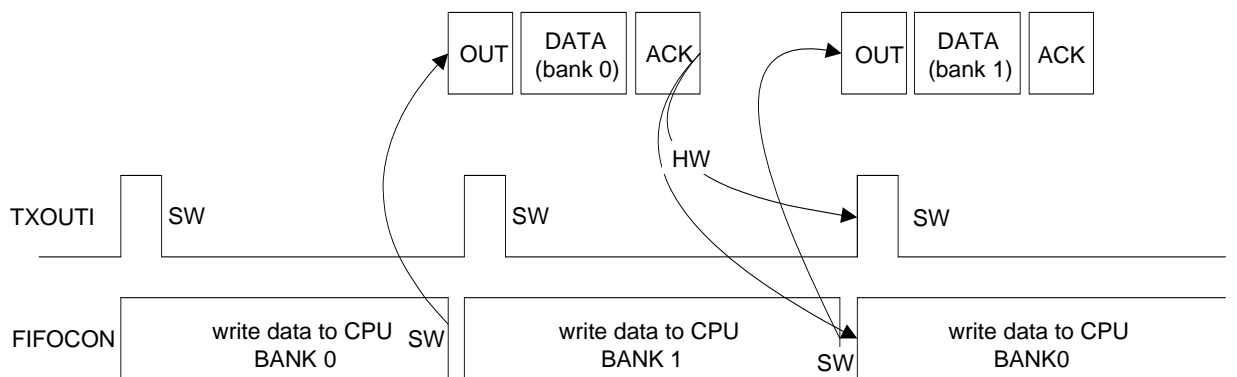 OUT
DATA
(bank 0)
ACK
OUT
DATA
(bank 1)
ACK
HW
TXOUTI
SW
SW
SW
FIFOCON
write data to CPU
BANK 0
SW
write data to CPU
BANK 1
SW
write data to CPU
BANK0